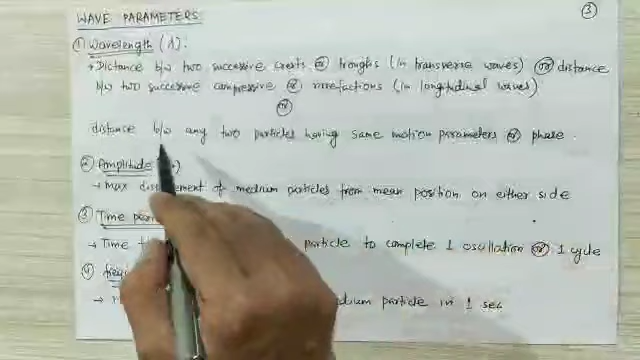 WAVE PARAMETERS
③
① Wavelength (λ):
→ Distance b/w two successive crests or troughs (in transverse waves) or distance
b/w two successive compressive or rarefactions (in longitudinal waves)
or
distance b/w any two particles having same motion parameters or phase.
② Amplitude )
→ Max of medium particles from mean position on either side
③ Time
→ Time particle to complete 1 oscillation or 1 cycle
④
→ particle in 1 sec